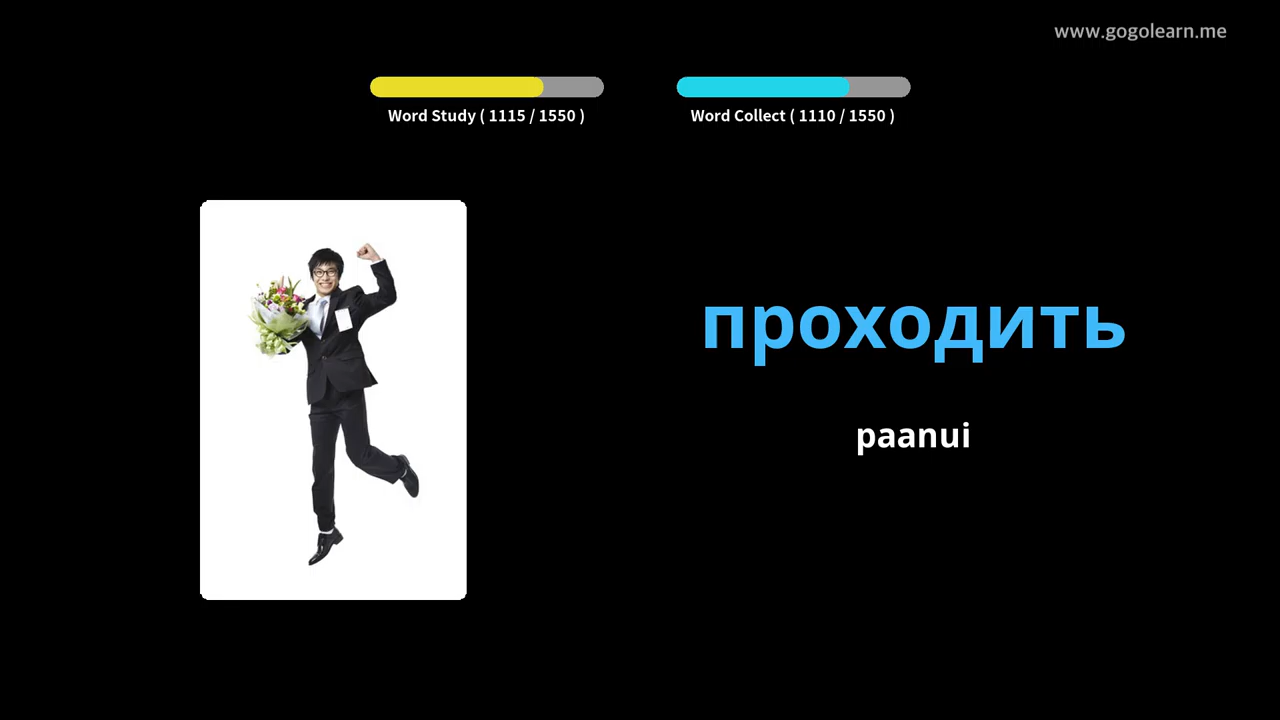 www.gogolearn.me
Word Study ( 1115 / 1550 )
Word Collect ( 1110 / 1550 )
проходить
paanui